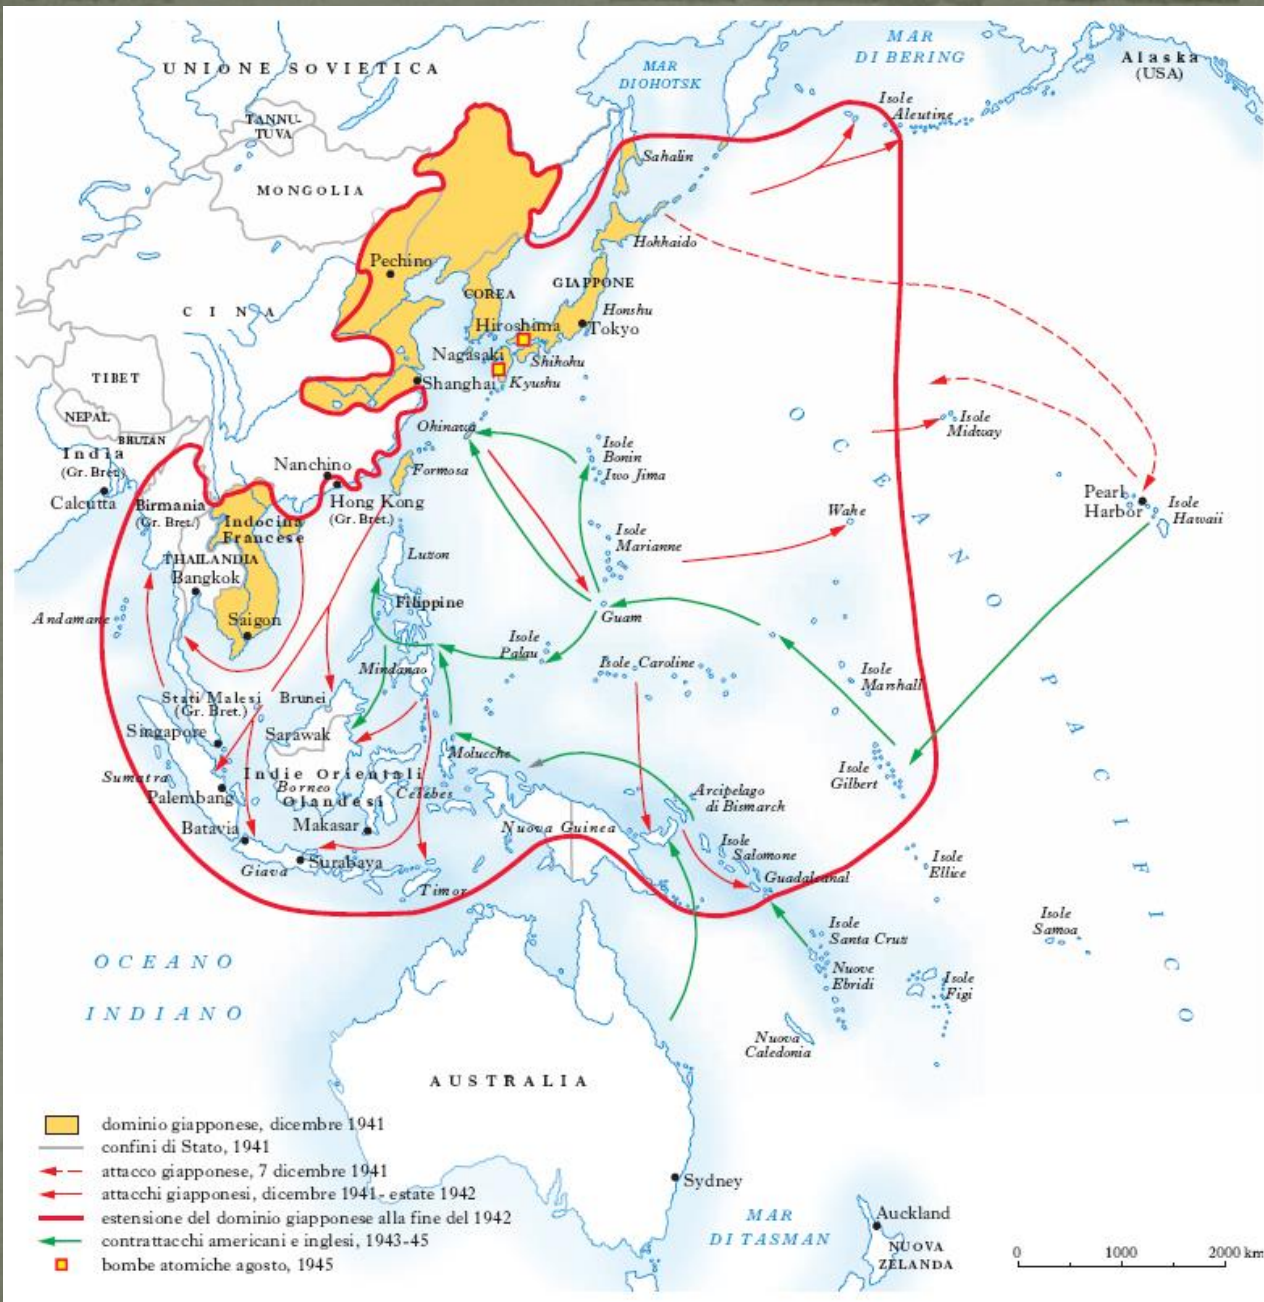 MAR
DI BERING
Alaska
(USA)
UNIONE SOVIETICA
MAR
DI OHOTSK
Isole
Aleutine
TANNU-
TUVA
Sahalin
MONGOLIA
Hokkaido
Pechino
GIAPPONE
COREA
CINA
Honshu
Hiroshima
Tokyo
Nagasaki
Shihohu
TIBET
Shanghai
Kyushu
NEPAL
BHUTAN
Ohinawa
Isole
Midway
India
(Gr. Bret.)
Isole
Bonin
Iwo Jima
Nanchino
Formosa
Calcutta
Birmania
(Gr. Bret.)
Hong Kong
(Gr. Bret.)
Pearl
Harbor
Isole
Hawaii
Wake
Indocina
Francese
Isole
Marianne
Luzon
THAILANDIA
Bangkok
OCEANO PACIFICO
Filippine
Andamane
Saigon
Guam
Isole
Palau
Mindanao
Isole Caroline
Isole
Marshall
Stati Malesi
(Gr. Bret.)
Brunei
Singapore
Sarawak
Molucche
Isole
Gilbert
Sumatra
Indie Orientali
Olandesi
Borneo
Celebes
Palembang
Arcipelago
di Bismarch
Batavia
Makasar
Nuova Guinea
Isole
Salomone
Isole
Ellice
Giava
Surabaya
Guadalcanal
Timor
Isole
Santa Cruz
Isole
Samoa
OCEANO
INDIANO
Nuove
Ebridi
Isole
Figi
Nuova
Caledonia
AUSTRALIA
dominio giapponese, dicembre 1941
confini di Stato, 1941
attacco giapponese, 7 dicembre 1941
attacchi giapponesi, dicembre 1941- estate 1942
estensione del dominio giapponese alla fine del 1942
contrattacchi americani e inglesi, 1943-45
bombe atomiche agosto, 1945
Sydney
MAR
DI TASMAN
Auckland
NUOVA
ZELANDA
0 1000 2000 km